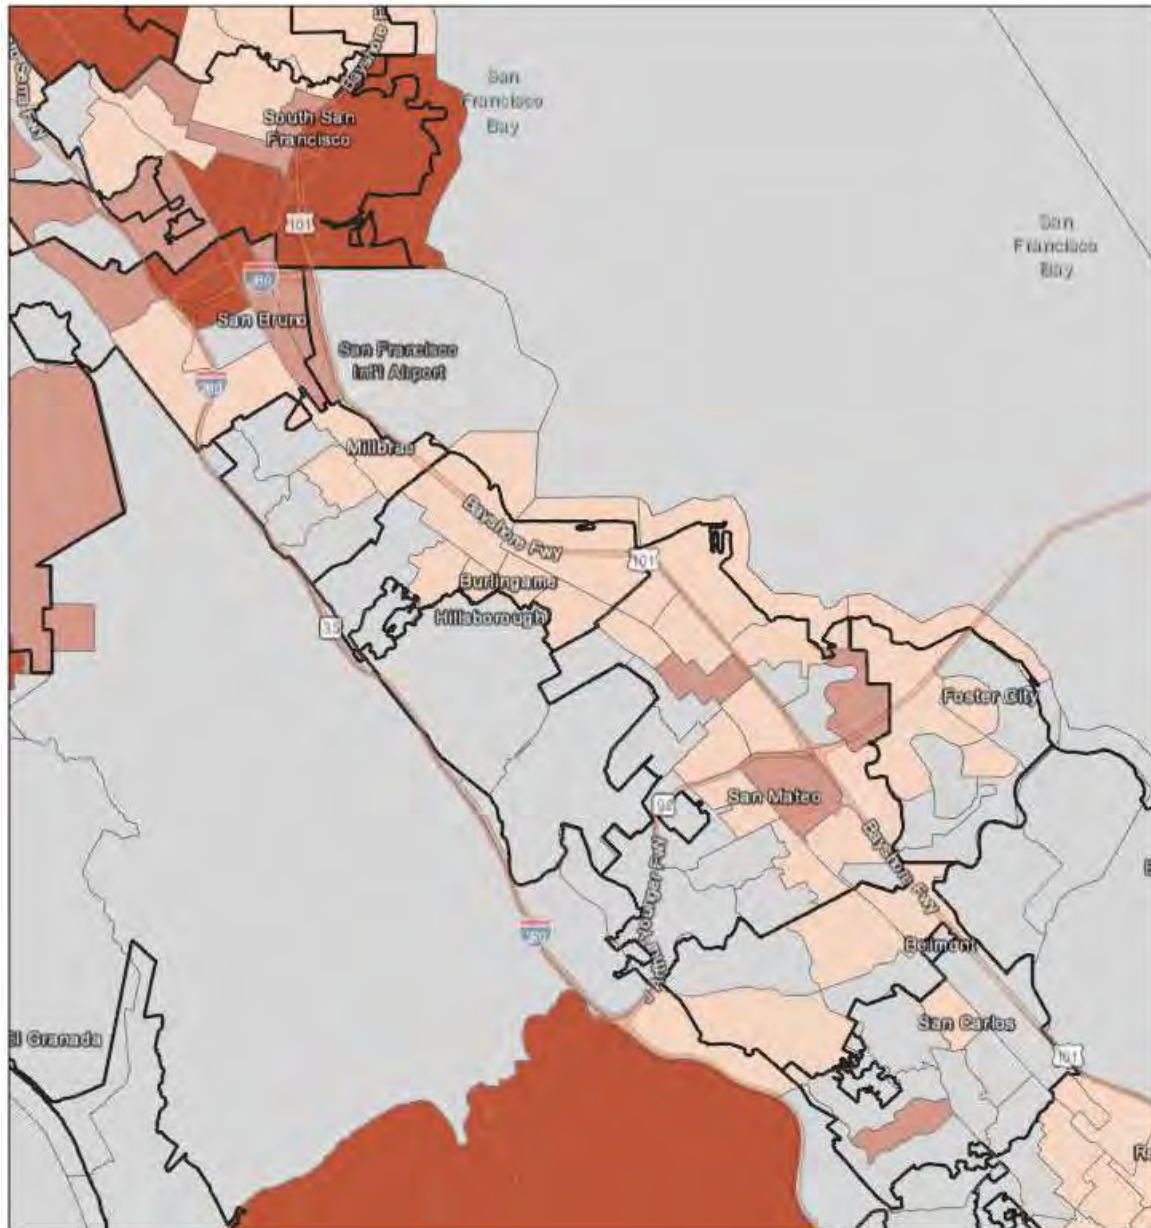 Bayshore F
San
Francisco
Bay
South San
Francisco
101
San
Francisco
Bay
380
San Bruno
San Francisco
Int'l Airport
280
Millbrae
Bayshore Fwy
101
Burlingame
Hillsborough
35
Foster City
San Mateo
92
Bayshore Fwy
280
Belmont
El Granada
San Carlos
101